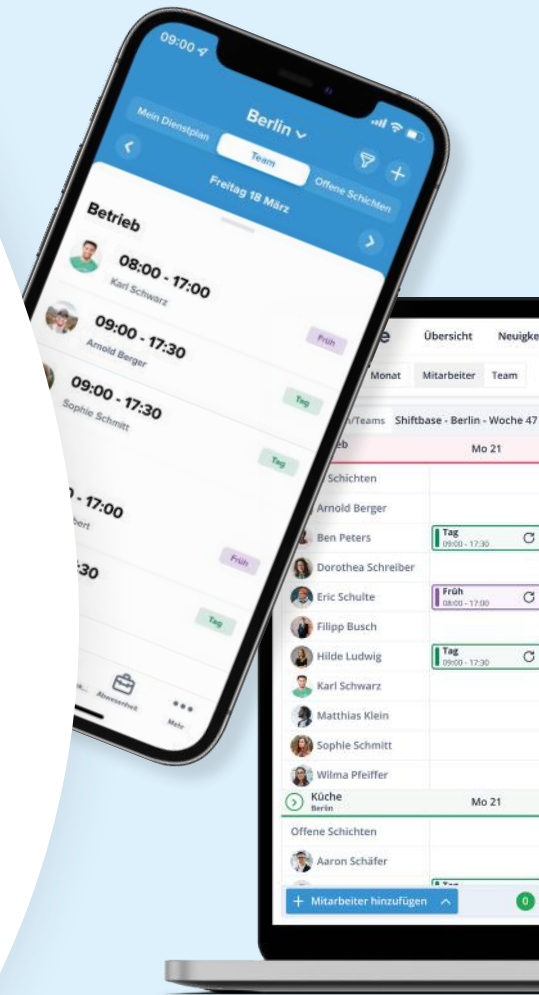 09:00
Berlin
Mein Dienstplan
Team
Offene Schichten
Freitag 18 März
Betrieb
08:00 - 17:00
Karl Schwarz
Früh
09:00 - 17:30
Arnold Berger
Tag
09:00 - 17:30
Sophie Schmitt
Tag
- 17:00
Früh
:30
Tag
Abwesenheit
Mehr
e
Übersicht
Neuigke
Monat
Mitarbeiter
Team
n/Teams
Shiftbase - Berlin - Woche 47
eb
Mo 21
Schichten
Arnold Berger
Ben Peters
Tag
09:00 - 17:30
Dorothea Schreiber
Eric Schulte
Früh
08:00 - 17:00
Filipp Busch
Hilde Ludwig
Tag
09:00 - 17:30
Karl Schwarz
Matthias Klein
Sophie Schmitt
Wilma Pfeiffer
Küche
Berlin
Mo 21
Offene Schichten
Aaron Schäfer
+ Mitarbeiter hinzufügen
0